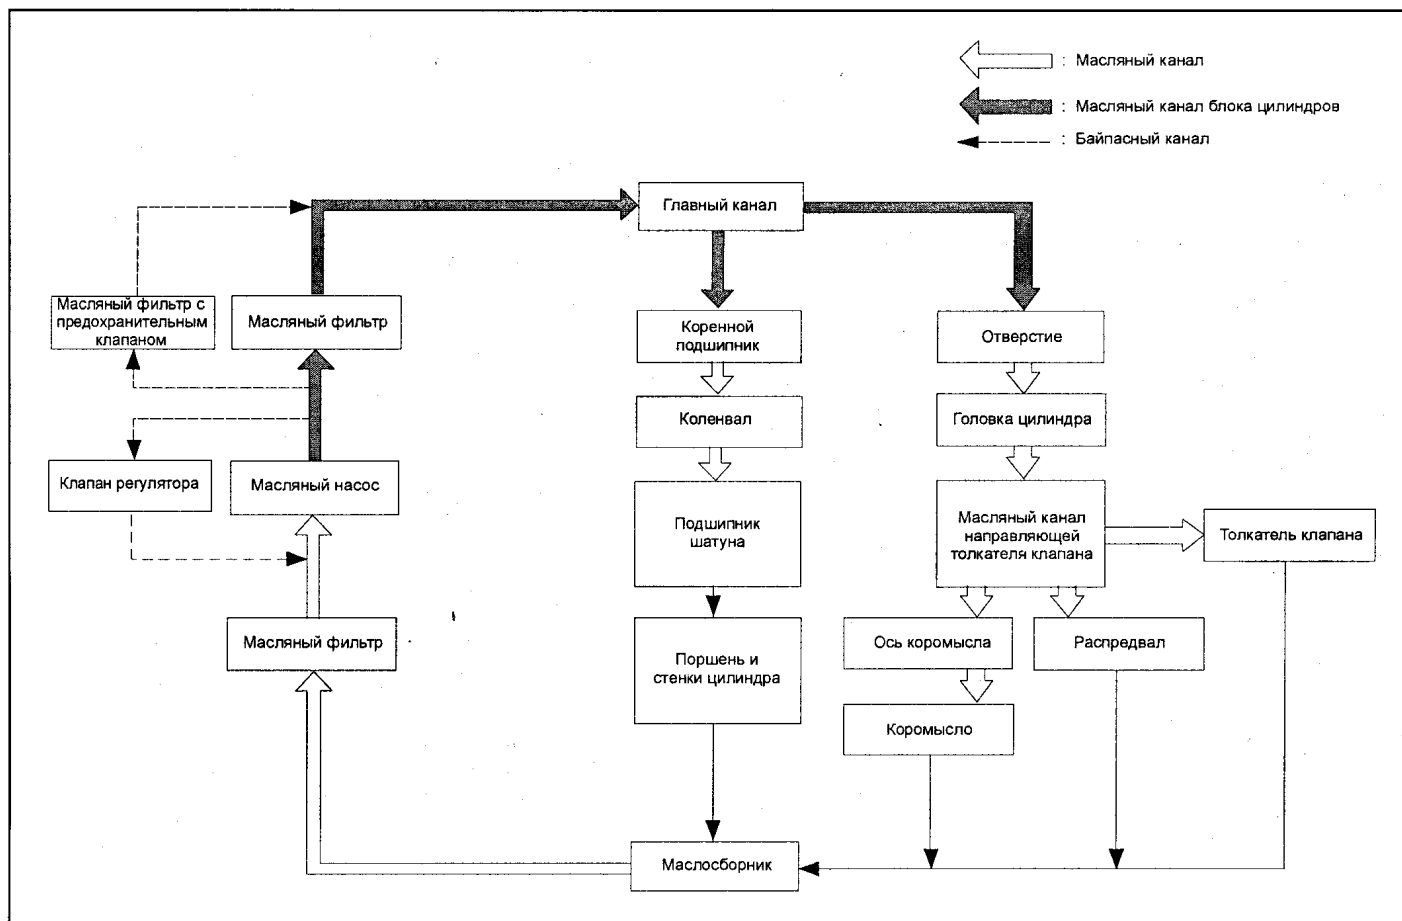 : Масляный канал
: Масляный канал блока цилиндров
: Байпасный канал
Главный канал
Масляный фильтр с
предохранительным
клапаном
Масляный фильтр
Коренной
подшипник
Отверстие
Коленвал
Головка цилиндра
Клапан регулятора
Масляный насос
Подшипник
шатуна
Масляный канал
направляющей
толкателя клапана
Толкатель клапана
Масляный фильтр
Поршень и
стенки цилиндра
Ось коромысла
Распредвал
Коромысло
Маслосборник